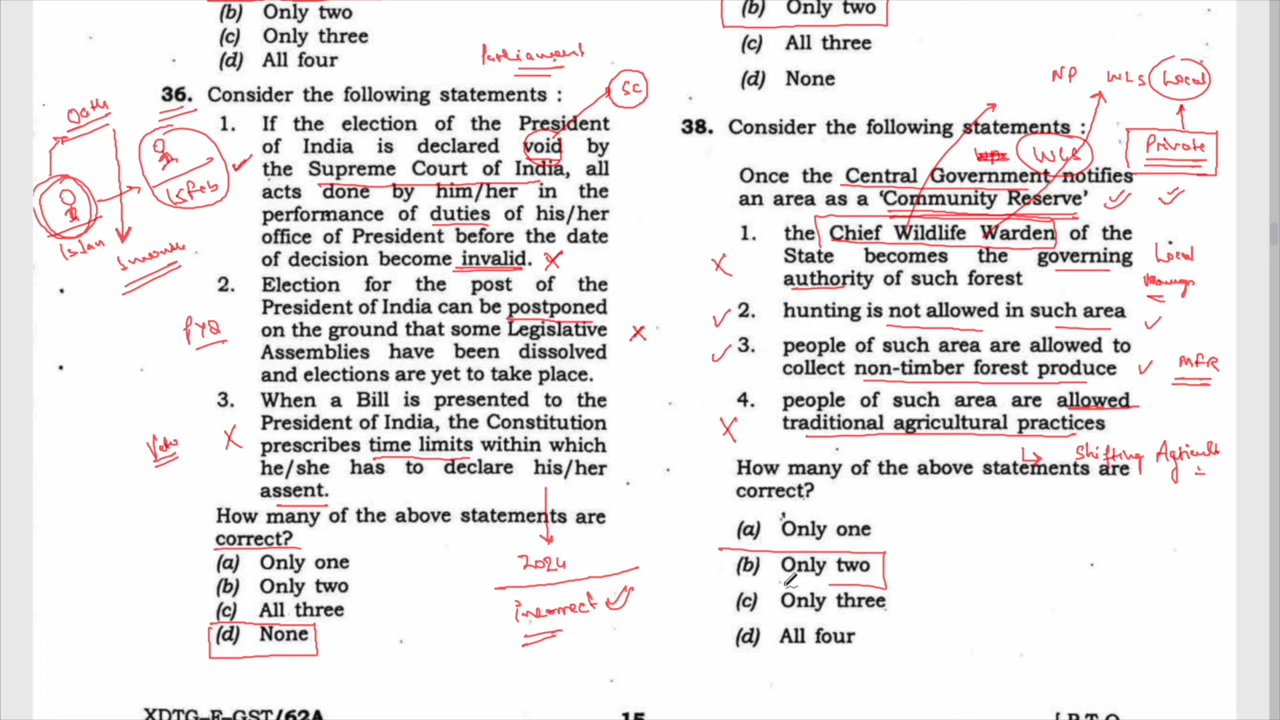 (b) Only two
(c) Only three
(d) All four
Parliament
SC
Oath
15 Feb
1st Jan
36. Consider the following statements :
1. If the election of the President
of India is declared void by
the Supreme Court of India, all
acts done by him/her in the
performance of duties of his/her
office of President before the date
of decision become invalid.
2. Election for the post of the
President of India can be postponed
on the ground that some Legislative
Assemblies have been dissolved
and elections are yet to take place.
PYQ
3. When a Bill is presented to the
President of India, the Constitution
prescribes time limits within which
he/she has to declare his/her
assent.
Veto
How many of the above statements are
correct?
(a) Only one
(b) Only two
(c) All three
(d) None
2024
incorrect
(b) Only two
(c) All three
(d) None
NP WLS Local
Private
WLS
38. Consider the following statements :
Once the Central Government notifies
an area as a 'Community Reserve'
1. the Chief Wildlife Warden of the
State becomes the governing
authority of such forest
Local
2. hunting is not allowed in such area
3. people of such area are allowed to
collect non-timber forest produce
MFR
4. people of such area are allowed
traditional agricultural practices
Shifting
How many of the above statements are
correct?
(a) Only one
(b) Only two
(c) Only three
(d) All four
XDTG–F–GST/62A
15
[ P.T.O.